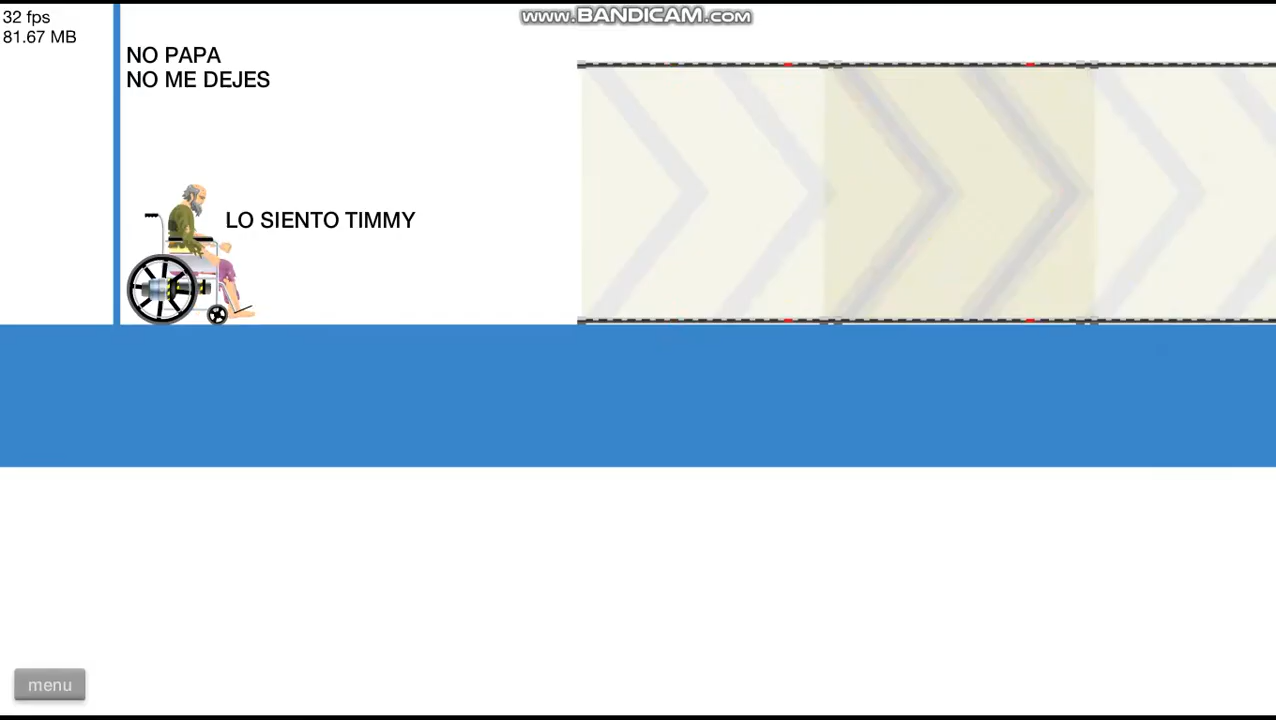 32 fps
www.BANDICAM.com
81.67 MB
NO PAPA
NO ME DEJES
LO SIENTO TIMMY
menu